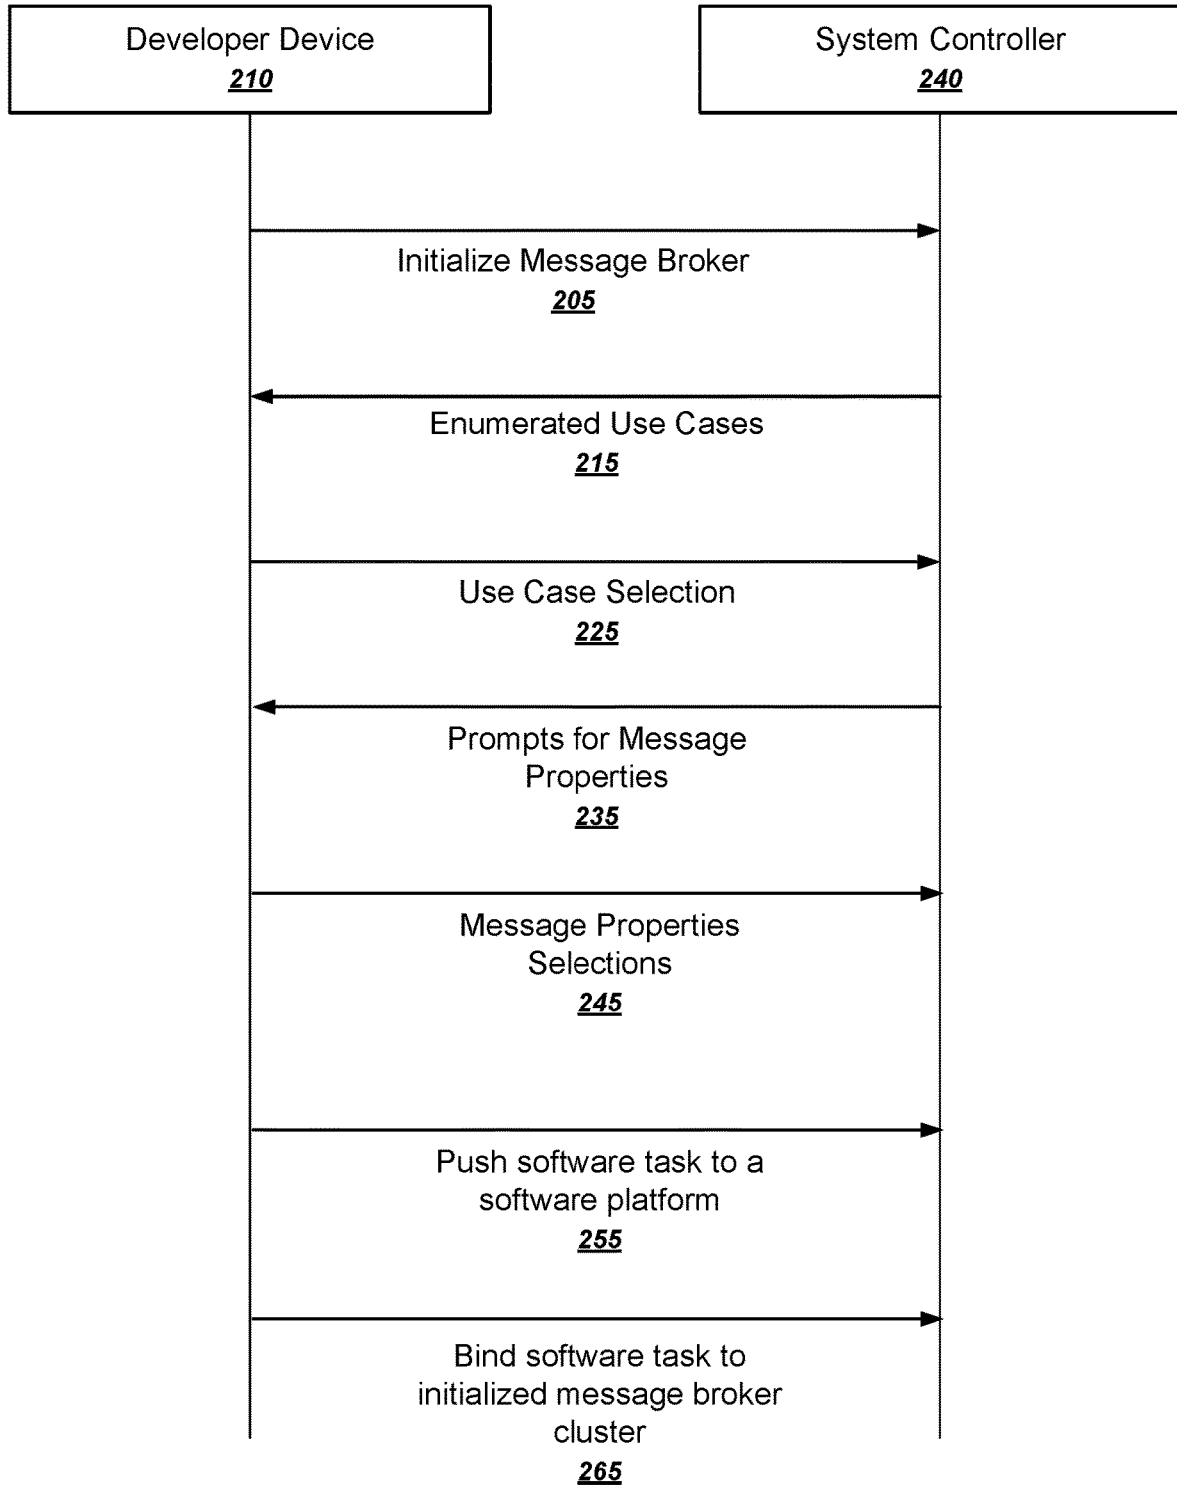 Developer Device
210
System Controller
240
Initialize Message Broker
205
Enumerated Use Cases
215
Use Case Selection
225
Prompts for Message
Properties
235
Message Properties
Selections
245
Push software task to a
software platform
255
Bind software task to
initialized message broker
cluster
265